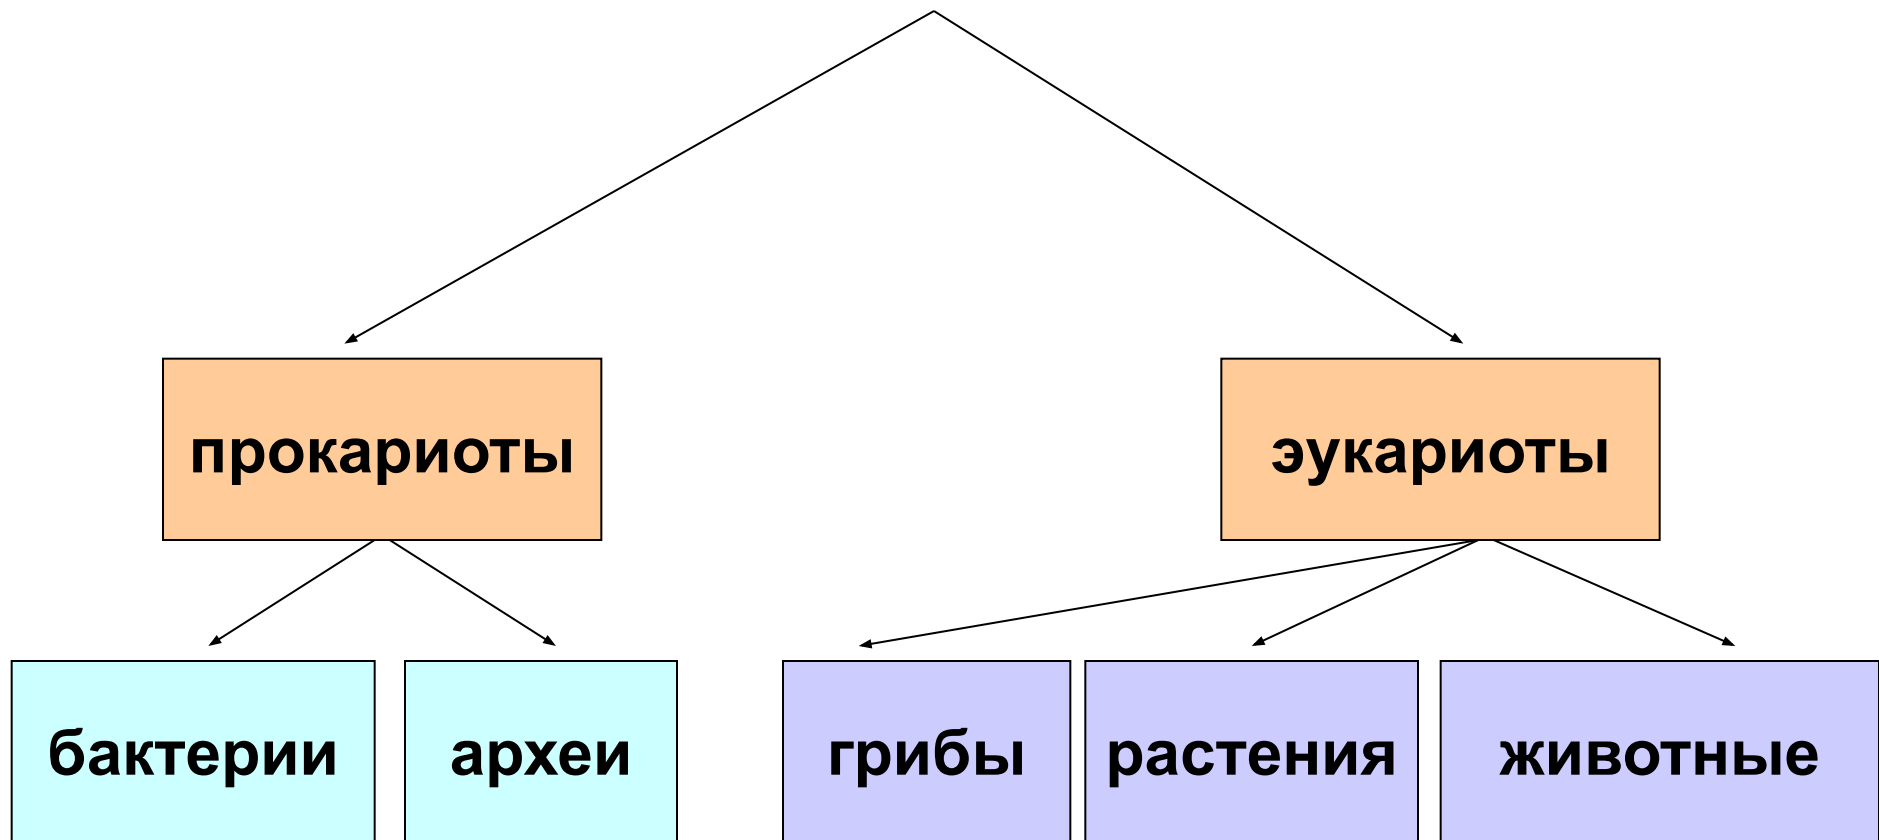 прокариоты
эукариоты
бактерии
археи
грибы
растения
животные